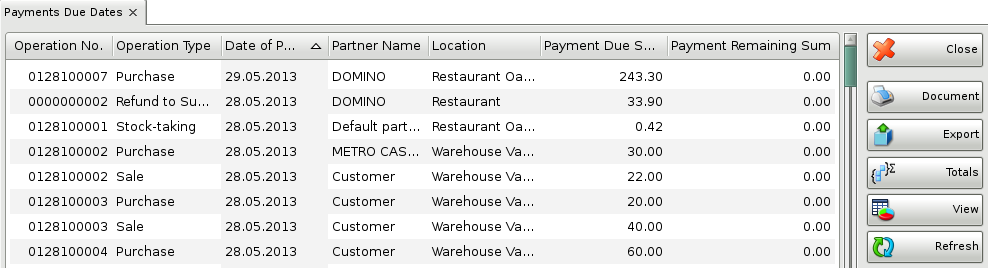 Payments Due Dates ×
Operation No. Operation Type Date of P... Partner Name Location Payment Due S... Payment Remaining Sum
0128100007 Purchase 29.05.2013 DOMINO Restaurant Oa... 243.30 0.00
0000000002 Refund to Su... 28.05.2013 DOMINO Restaurant 33.90 0.00
0128100001 Stock-taking 28.05.2013 Default part... Restaurant Oa... 0.42 0.00
0128100002 Purchase 28.05.2013 METRO CAS... Warehouse Va... 30.00 0.00
0128100002 Sale 28.05.2013 Customer Warehouse Va... 22.00 0.00
0128100003 Purchase 28.05.2013 Customer Warehouse Va... 20.00 0.00
0128100003 Sale 28.05.2013 Customer Warehouse Va... 40.00 0.00
0128100004 Purchase 28.05.2013 Customer Warehouse Va... 60.00 0.00
Close
Document
Export
Totals
View
Refresh